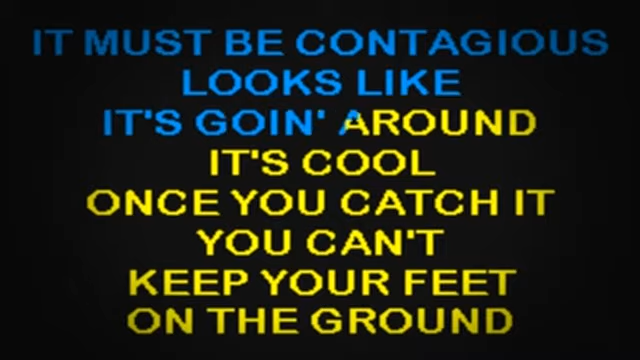 IT MUST BE CONTAGIOUS
LOOKS LIKE
IT'S GOIN' AROUND
IT'S COOL
ONCE YOU CATCH IT
YOU CAN'T
KEEP YOUR FEET
ON THE GROUND